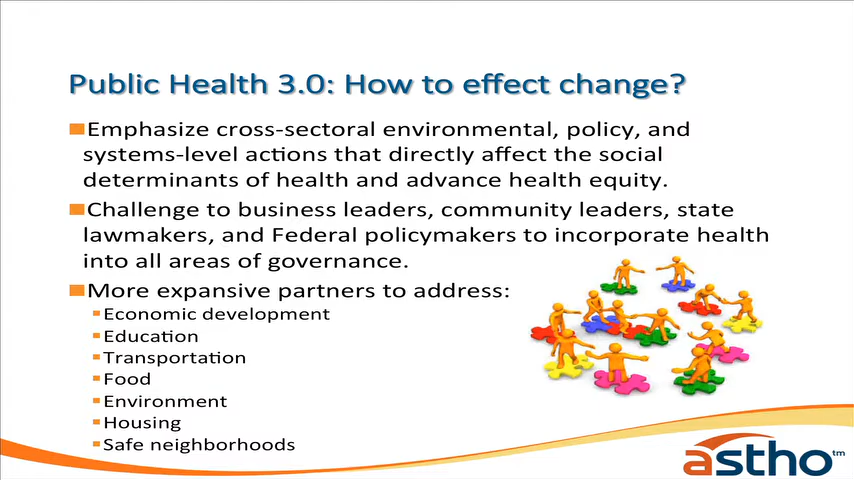 Public Health 3.0: How to effect change?
Emphasize cross-sectoral environmental, policy, and
systems-level actions that directly affect the social
determinants of health and advance health equity.
Challenge to business leaders, community leaders, state
lawmakers, and Federal policymakers to incorporate health
into all areas of governance.
More expansive partners to address:
Economic development
Education
Transportation
Food
Environment
Housing
Safe neighborhoods
astho™